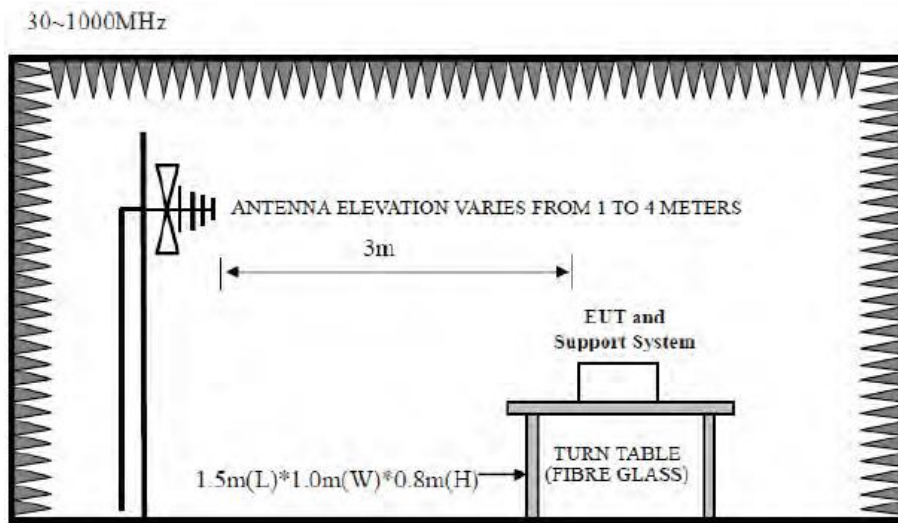 30~1000MHz
ANTENNA ELEVATION VARIES FROM 1 TO 4 METERS
3m
EUT and
Support System
TURN TABLE
(FIBRE GLASS)
1.5m(L)*1.0m(W)*0.8m(H)